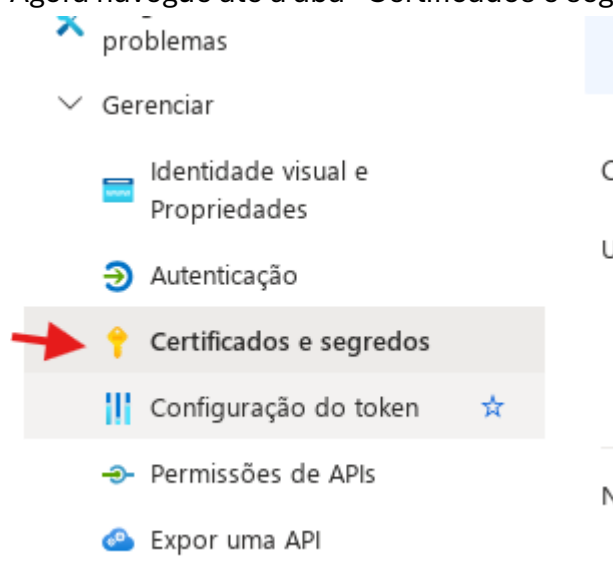 problemas
Gerenciar
Identidade visual e
Propriedades
Autenticação
Certificados e segredos
Configuração do token
Permissões de APIs
Expor uma API